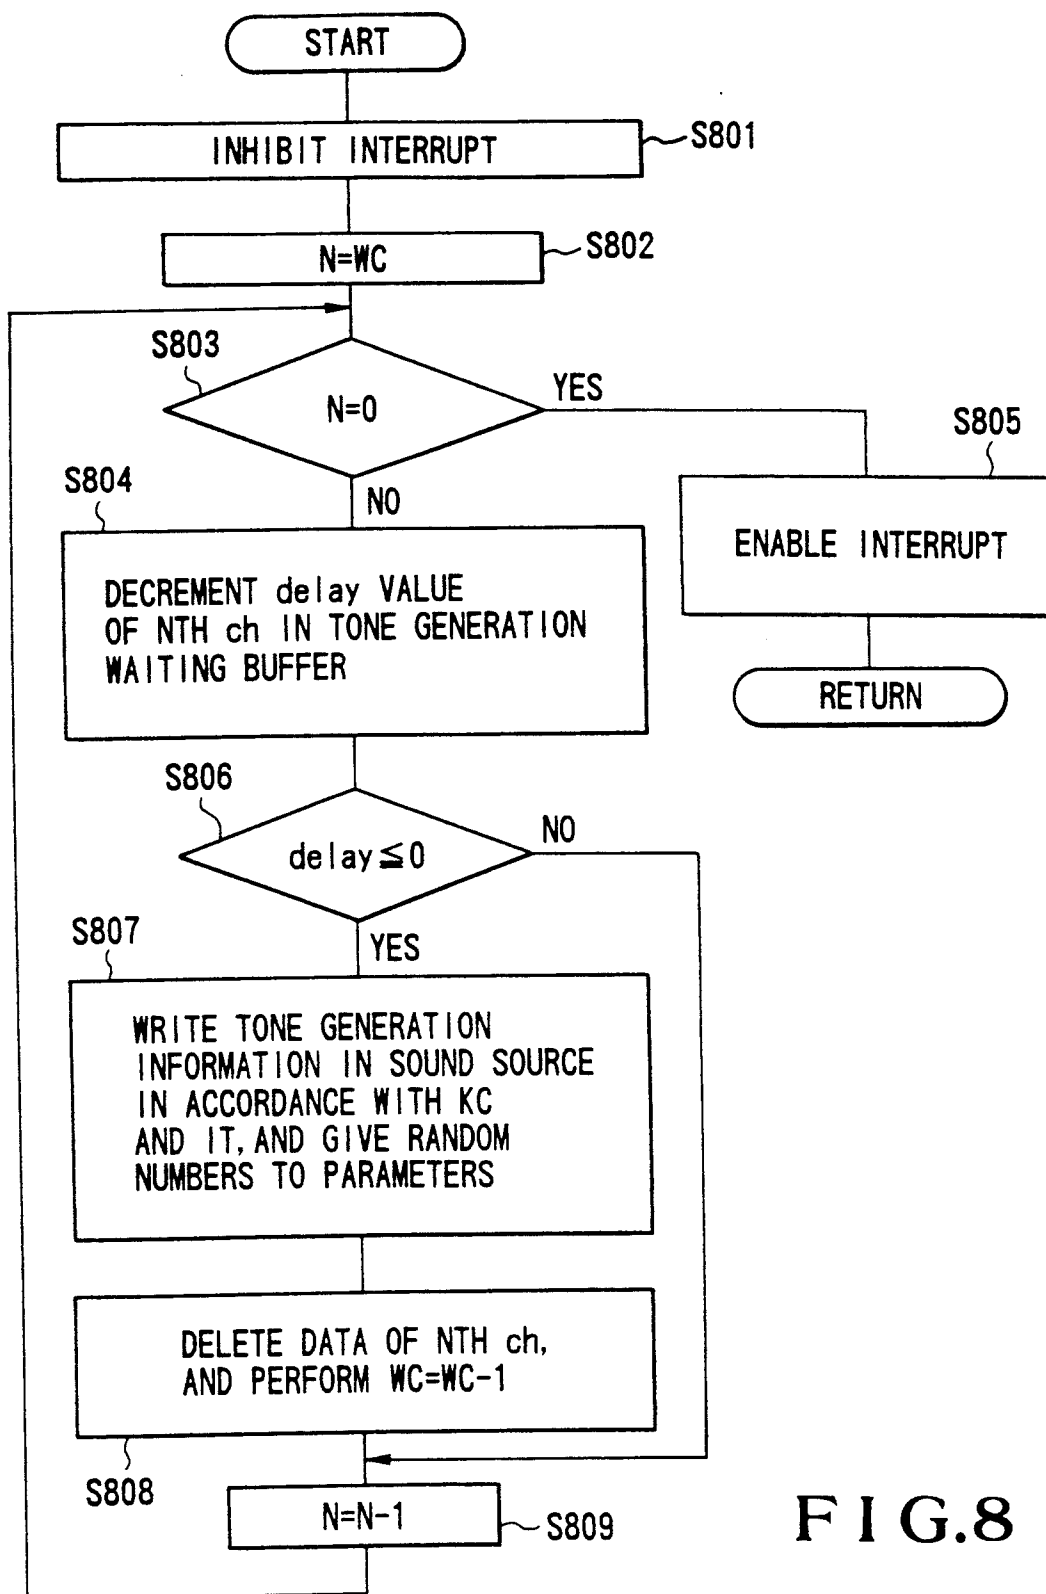 START
INHIBIT INTERRUPT
S801
N=WC
S802
S803
N=0
YES
S805
S804
NO
ENABLE INTERRUPT
DECREMENT delay VALUE
OF NTH ch IN TONE GENERATION
WAITING BUFFER
RETURN
S806
delay≦0
NO
S807
YES
WRITE TONE GENERATION
INFORMATION IN SOUND SOURCE
IN ACCORDANCE WITH KC
AND IT, AND GIVE RANDOM
NUMBERS TO PARAMETERS
DELETE DATA OF NTH ch,
AND PERFORM WC=WC-1
S808
N=N-1
S809
FIG.8